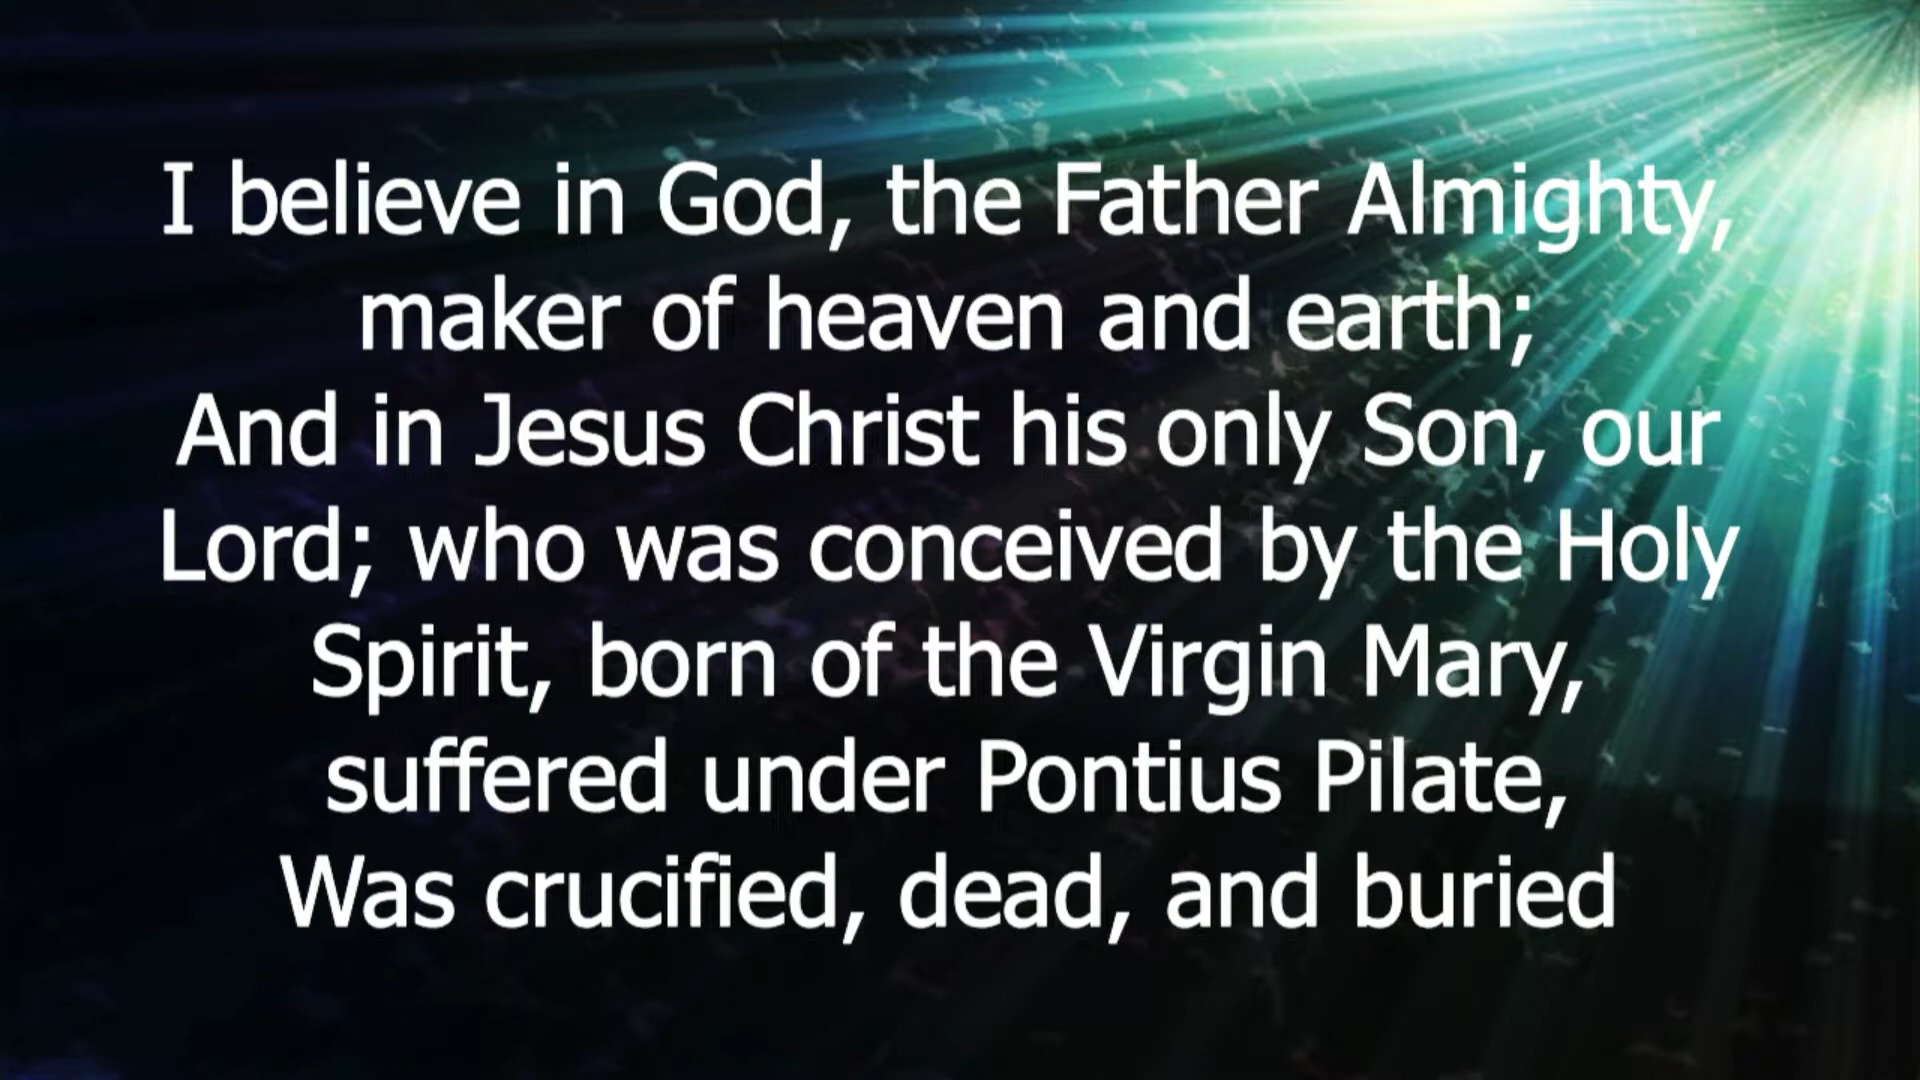 I believe in God, the Father Almighty,
maker of heaven and earth;
And in Jesus Christ his only Son, our
Lord; who was conceived by the Holy
Spirit, born of the Virgin Mary,
suffered under Pontius Pilate,
Was crucified, dead, and buried